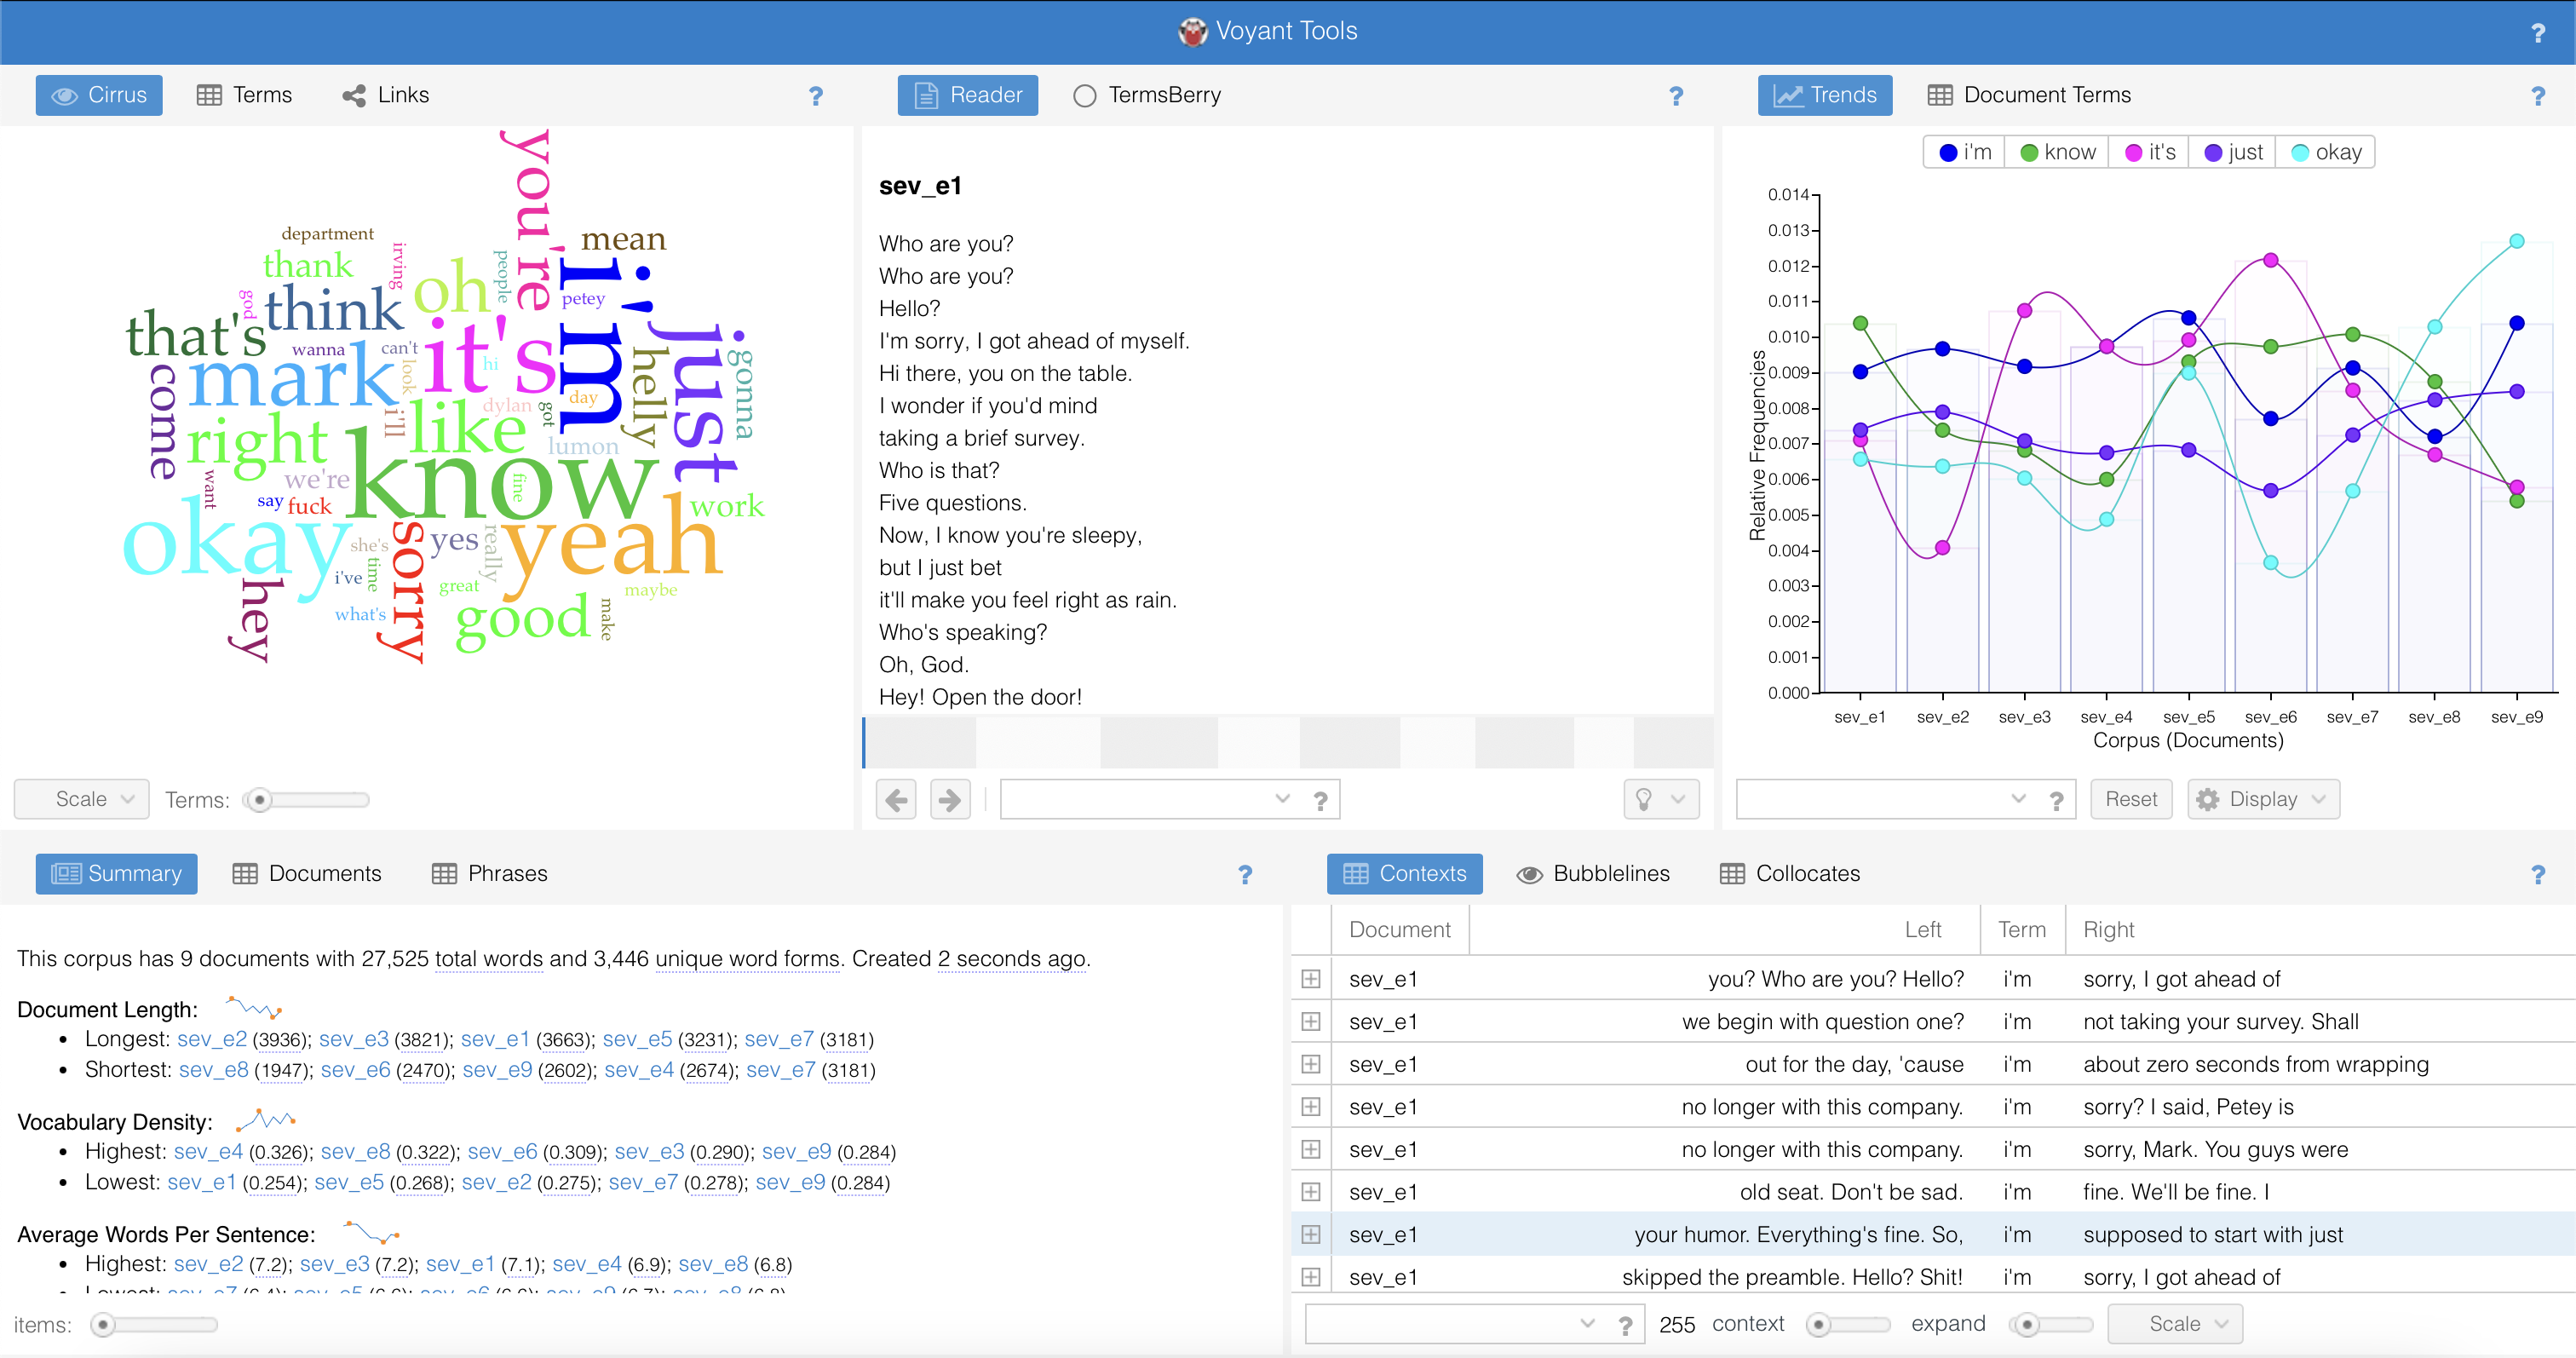 Voyant Tools
?
Cirrus
Terms
Links
?
you're
department
mean
irving
people
thank
god
think
oh
i'm
petey
that's
wanna
can't
it's
just
mark
look
hi
helly
gonna
come
day
i'll
dylan
got
like
right
lumon
want
we're
know
fine
say
fuck
work
okay
sorry
yes
really
yeah
she's
i've
time
hey
great
maybe
what's
good
make
Scale
Terms:
Reader
TermsBerry
?
sev_e1
Who are you?
Who are you?
Hello?
I'm sorry, I got ahead of myself.
Hi there, you on the table.
I wonder if you'd mind
taking a brief survey.
Who is that?
Five questions.
Now, I know you're sleepy,
but I just bet
it'll make you feel right as rain.
Who's speaking?
Oh, God.
Hey! Open the door!
?
Trends
Document Terms
?
i'm know it's just okay
0.014
0.013
0.012
0.011
0.010
0.009
0.008
0.007
0.006
0.005
0.004
0.003
0.002
0.001
0.000
Relative Frequencies
sev_e1 sev_e2 sev_e3 sev_e4 sev_e5 sev_e6 sev_e7 sev_e8 sev_e9
Corpus (Documents)
?
Reset
Display
Summary
Documents
Phrases
?
This corpus has 9 documents with 27,525 total words and 3,446 unique word forms. Created 2 seconds ago.
Document Length:
• Longest: sev_e2 (3936); sev_e3 (3821); sev_e1 (3663); sev_e5 (3231); sev_e7 (3181)
• Shortest: sev_e8 (1947); sev_e6 (2470); sev_e9 (2602); sev_e4 (2674); sev_e7 (3181)
Vocabulary Density:
• Highest: sev_e4 (0.326); sev_e8 (0.322); sev_e6 (0.309); sev_e3 (0.290); sev_e9 (0.284)
• Lowest: sev_e1 (0.254); sev_e5 (0.268); sev_e2 (0.275); sev_e7 (0.278); sev_e9 (0.284)
Average Words Per Sentence:
• Highest: sev_e2 (7.2); sev_e3 (7.2); sev_e1 (7.1); sev_e4 (6.9); sev_e8 (6.8)
• Lowest: sev_e7 (6.4); sev_e5 (6.6); sev_e6 (6.6); sev_e9 (6.7); sev_e8 (6.8)
items:
Contexts
Bubblelines
Collocates
?
Document Left Term Right
sev_e1 you? Who are you? Hello? i'm sorry, I got ahead of
sev_e1 we begin with question one? i'm not taking your survey. Shall
sev_e1 out for the day, 'cause i'm about zero seconds from wrapping
sev_e1 no longer with this company. i'm sorry? I said, Petey is
sev_e1 no longer with this company. i'm sorry, Mark. You guys were
sev_e1 old seat. Don't be sad. i'm fine. We'll be fine. I
sev_e1 your humor. Everything's fine. So, i'm supposed to start with just
sev_e1 skipped the preamble. Hello? Shit! i'm sorry, I got ahead of
? 255 context expand Scale